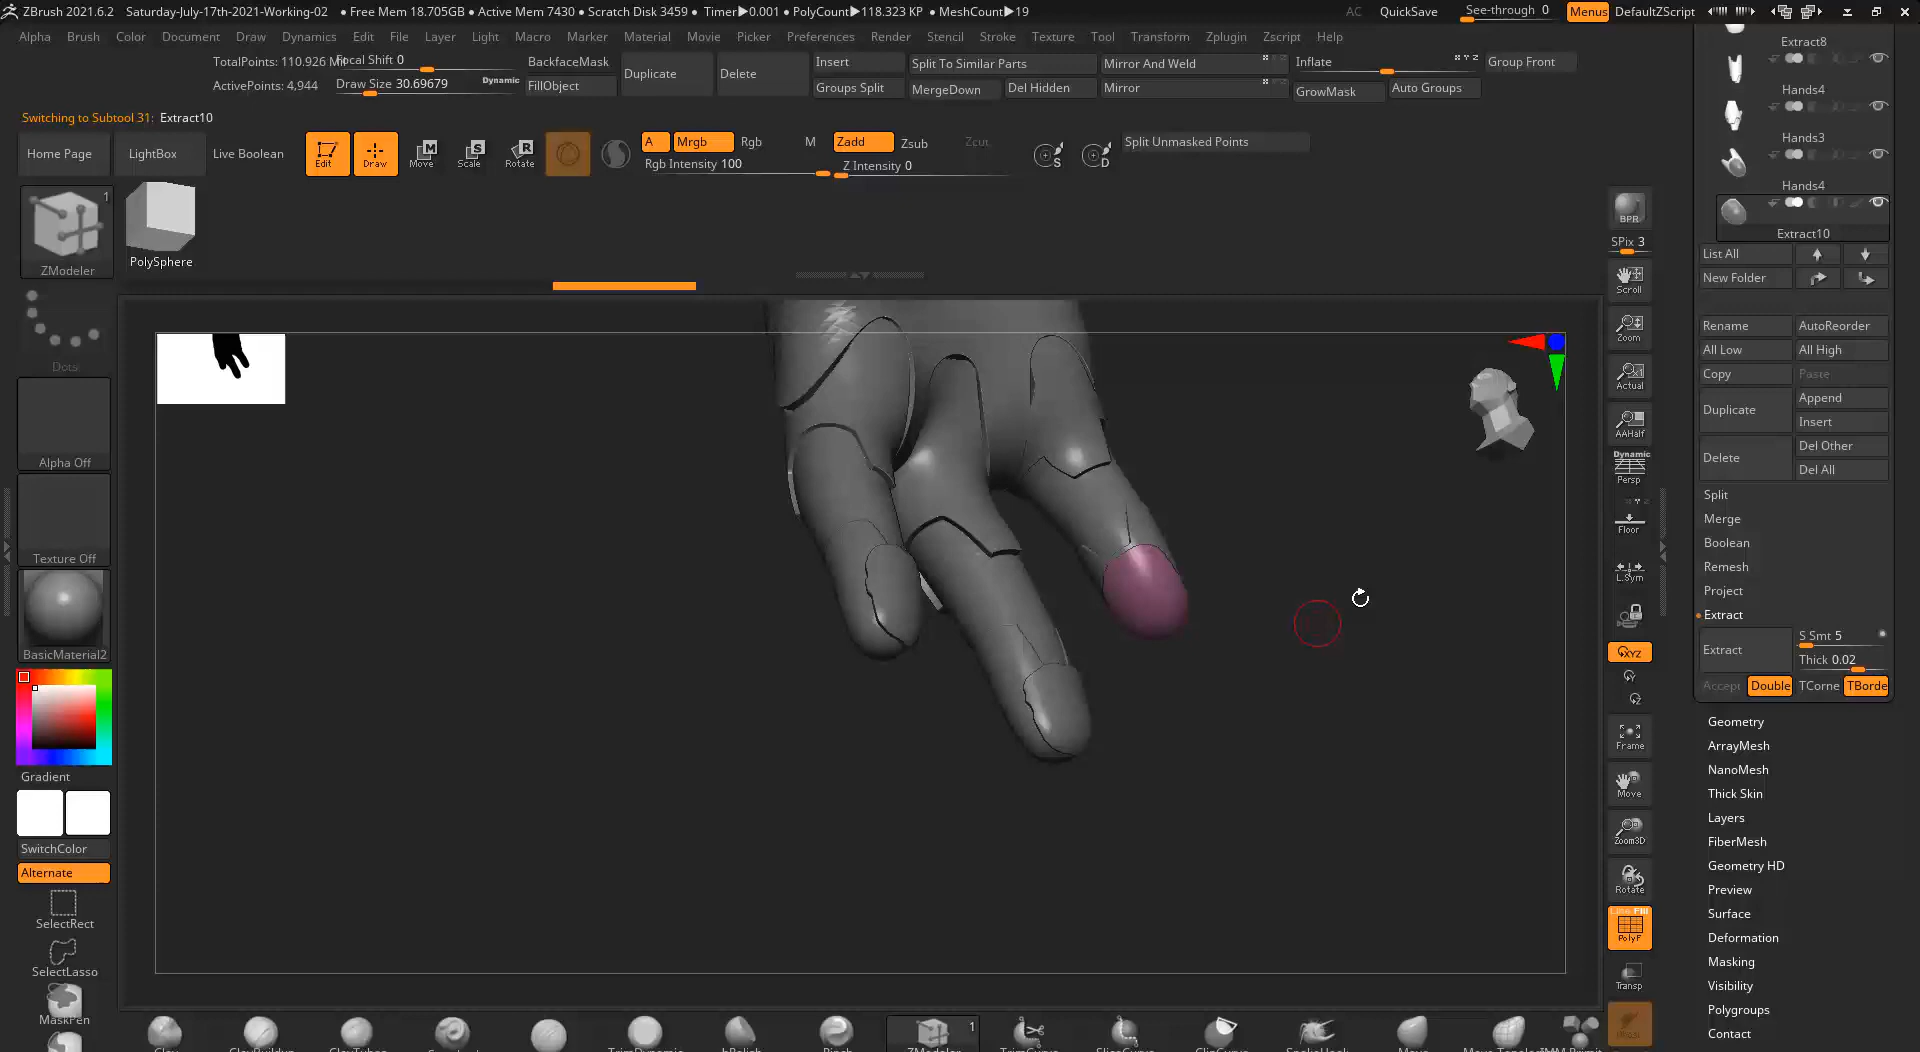 ZBrush 2021.6.2 Saturday-July-17th-2021-Working-02 ● Free Mem 18.705GB ● Active Mem 7430 ● Scratch Disk 3459 ● Timer▶0.001 ● PolyCount▶118.323 KP ● MeshCount▶19 AC QuickSave See-through 0 Menus DefaultZScript
Alpha Brush Color Document Draw Dynamics Edit File Layer Light Macro Marker Material Movie Picker Preferences Render Stencil Stroke Texture Tool Transform Zplugin Zscript Help
TotalPoints: 110.926 Focal Shift 0 BackfaceMask Duplicate Delete Insert Split To Similar Parts Mirror And Weld Inflate Group Front
ActivePoints: 4,944 Draw Size 30.69679 Dynamic FillObject Groups Split MergeDown Del Hidden Mirror GrowMask Auto Groups
Switching to Subtool 31: Extract10
Home Page LightBox Live Boolean Edit Draw Move Scale Rotate A Mrgb Rgb M Zadd Zsub Zcut S D Split Unmasked Points
Rgb Intensity 100 Z Intensity 0
1
ZModeler
PolySphere
Dots
Alpha Off
Texture Off
BasicMaterial2
Gradient
SwitchColor
Alternate
SelectRect
SelectLasso
MaskPen
BPR
SPix 3
Scroll
Zoom
Actual
AAHalf
Dynamic
Persp
Floor
L.Sym
XYZ
Frame
Move
Zoom3D
Rotate
Line Fill
PolyF
Transp
Extract8
Hands4
Hands3
Hands4
Extract10
List All
New Folder
Rename AutoReorder
All Low All High
Copy Paste
Duplicate Append
Insert
Delete Del Other
Del All
Split
Merge
Boolean
Remesh
Project
Extract
Extract S Smt 5
Thick 0.02
Accept Double TCorne TBorde
Geometry
ArrayMesh
NanoMesh
Thick Skin
Layers
FiberMesh
Geometry HD
Preview
Surface
Deformation
Masking
Visibility
Polygroups
Contact
1